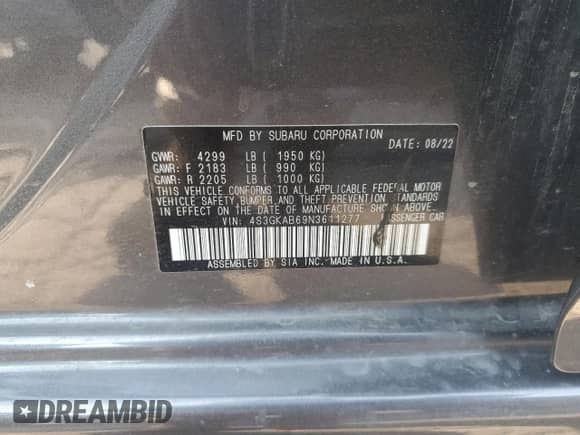 MFD BY SUBARU CORPORATION
DATE: 08/22
GVWR: 4299 LB ( 1950 KG)
GAWR: F 2183 LB ( 990 KG)
GAWR: R 2205 LB ( 1000 KG)
THIS VEHICLE CONFORMS TO ALL APPLICABLE FEDERAL MOTOR
VEHICLE SAFETY, BUMPER, AND THEFT PREVENTION STANDARDS
IN EFFECT ON THE DATE OF MANUFACTURE SHOWN ABOVE.
VIN: 4S3GKAB69N3611277 PASSENGER CAR
ASSEMBLED BY SIA INC. MADE IN U.S.A.
DREAMBID